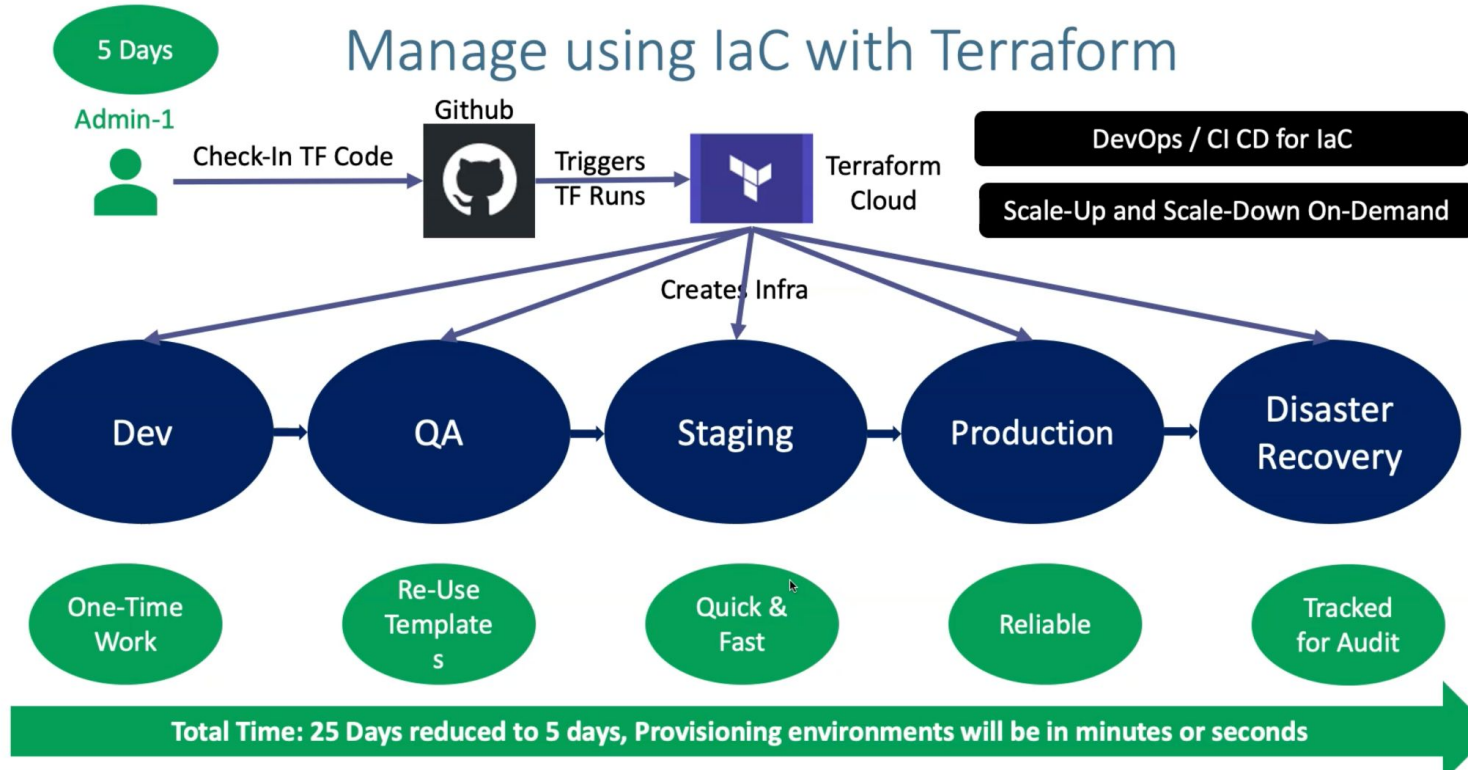 5 Days
Manage using IaC with Terraform
Admin-1
Check-In TF Code
Github
Triggers
TF Runs
Terraform
Cloud
DevOps / CI CD for IaC
Scale-Up and Scale-Down On-Demand
Creates Infra
Dev
QA
Staging
Production
Disaster
Recovery
One-Time
Work
Re-Use
Template
s
Quick &
Fast
Reliable
Tracked
for Audit
Total Time: 25 Days reduced to 5 days, Provisioning environments will be in minutes or seconds